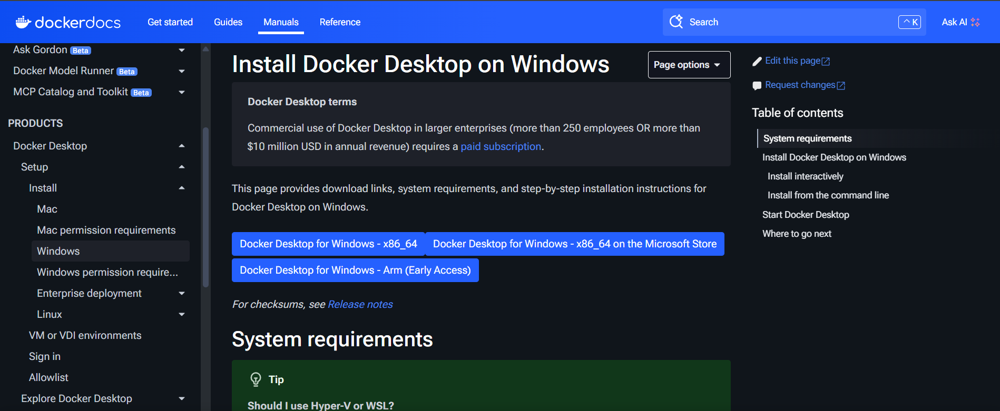 dockerdocs
Get started
Guides
Manuals
Reference
Search
^ K
Ask AI
Ask Gordon Beta
Docker Model Runner Beta
MCP Catalog and Toolkit Beta
PRODUCTS
Docker Desktop
Setup
Install
Mac
Mac permission requirements
Windows
Windows permission require...
Enterprise deployment
Linux
VM or VDI environments
Sign in
Allowlist
Explore Docker Desktop
Install Docker Desktop on Windows
Page options
Docker Desktop terms
Commercial use of Docker Desktop in larger enterprises (more than 250 employees OR more than
$10 million USD in annual revenue) requires a paid subscription.
This page provides download links, system requirements, and step-by-step installation instructions for
Docker Desktop on Windows.
Docker Desktop for Windows - x86_64
Docker Desktop for Windows - x86_64 on the Microsoft Store
Docker Desktop for Windows - Arm (Early Access)
For checksums, see Release notes
System requirements
Tip
Should I use Hyper-V or WSL?
Edit this page
Request changes
Table of contents
System requirements
Install Docker Desktop on Windows
Install interactively
Install from the command line
Start Docker Desktop
Where to go next